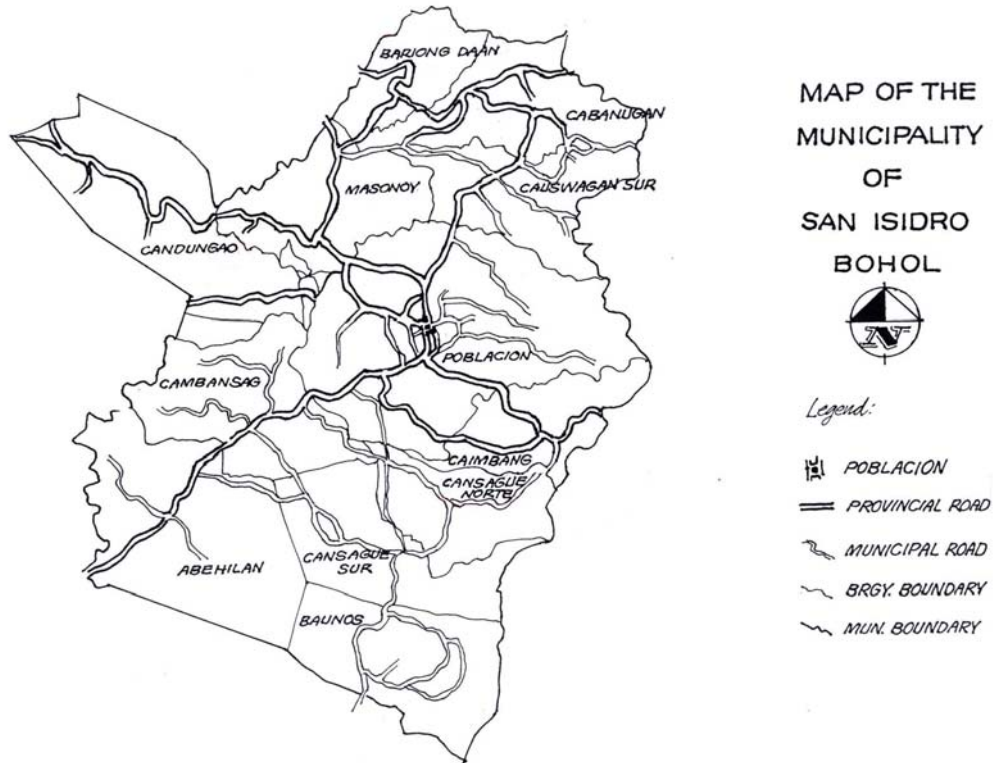 MAP OF THE
MUNICIPALITY
OF
SAN ISIDRO
BOHOL
N
Legend:
POBLACION
PROVINCIAL ROAD
MUNICIPAL ROAD
BRGY. BOUNDARY
MUN. BOUNDARY
BARIONG DAAN
CABANUGAN
MASONOY
CAUSWAGAN SUR
CANDUNGAO
POBLACION
CAMBANSAG
CAIMBANG
CANSAGUE
NORTE
CANSAGUE
SUR
ABEHILAN
BAUNOS